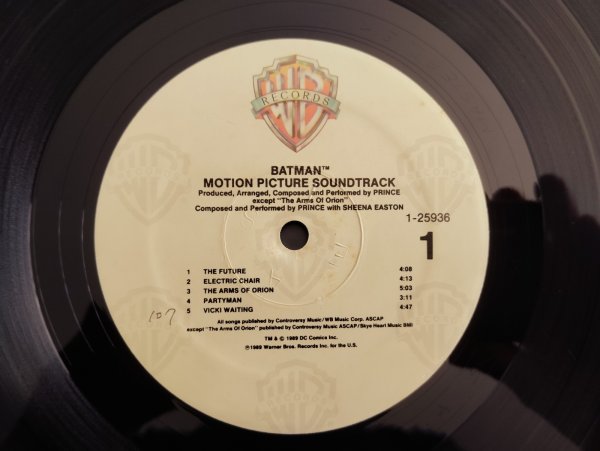 WB
RECORDS
BATMAN™
MOTION PICTURE SOUNDTRACK
Produced, Arranged, Composed and Performed by PRINCE
except "The Arms Of Orion"
Composed and Performed by PRINCE with SHEENA EASTON
1-25936
1
1 THE FUTURE 4:08
2 ELECTRIC CHAIR 4:13
3 THE ARMS OF ORION 5:03
4 PARTYMAN 3:11
5 VICKI WAITING 4:47
107
All songs published by Controversy Music/WB Music Corp. ASCAP
except "The Arms Of Orion" published by Controversy Music ASCAP/Skye Heart Music BMI
TM & © 1989 DC Comics Inc.
℗1989 Warner Bros. Records Inc. for the U.S.